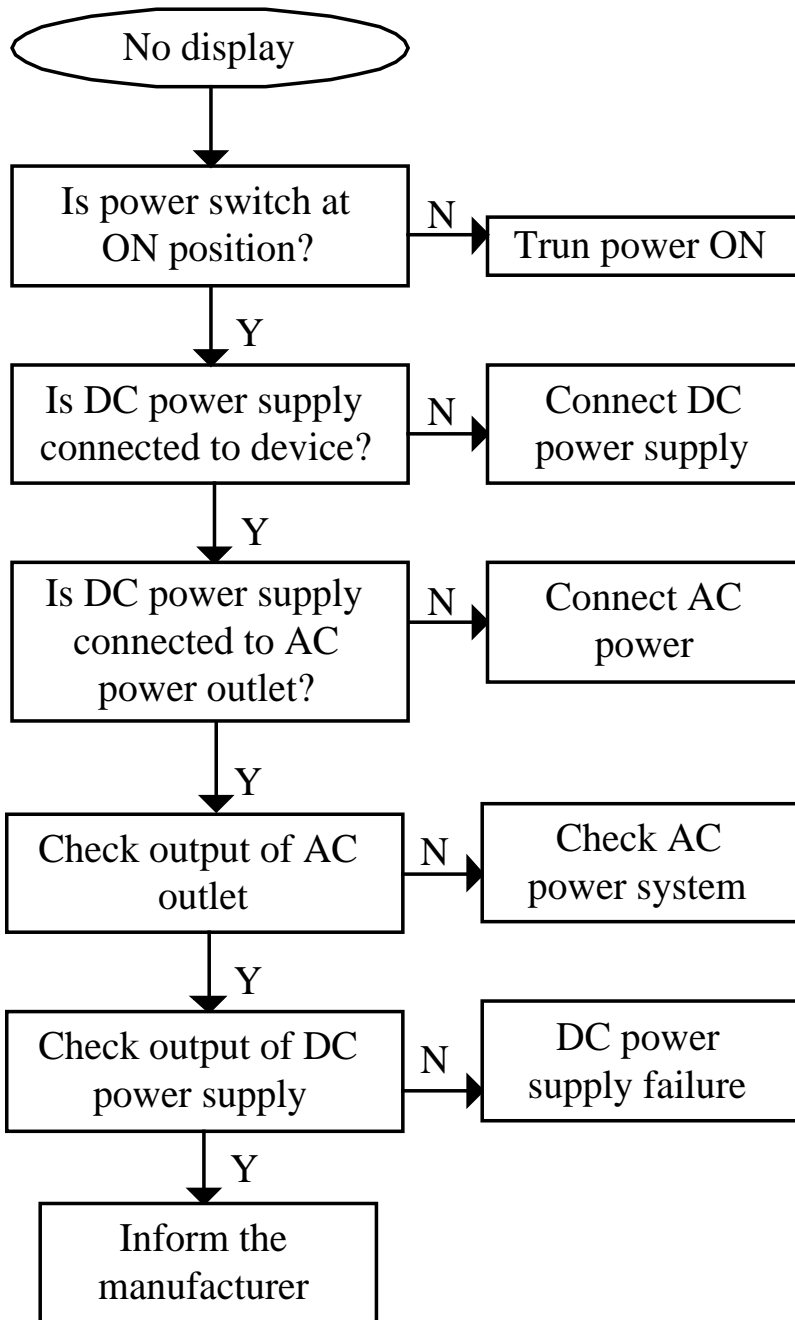 No display
Is power switch at
ON position?
N
Trun power ON
Y
Is DC power supply
connected to device?
N
Connect DC
power supply
Y
Is DC power supply
connected to AC
power outlet?
N
Connect AC
power
Y
Check output of AC
outlet
N
Check AC
power system
Y
Check output of DC
power supply
N
DC power
supply failure
Y
Inform the
manufacturer